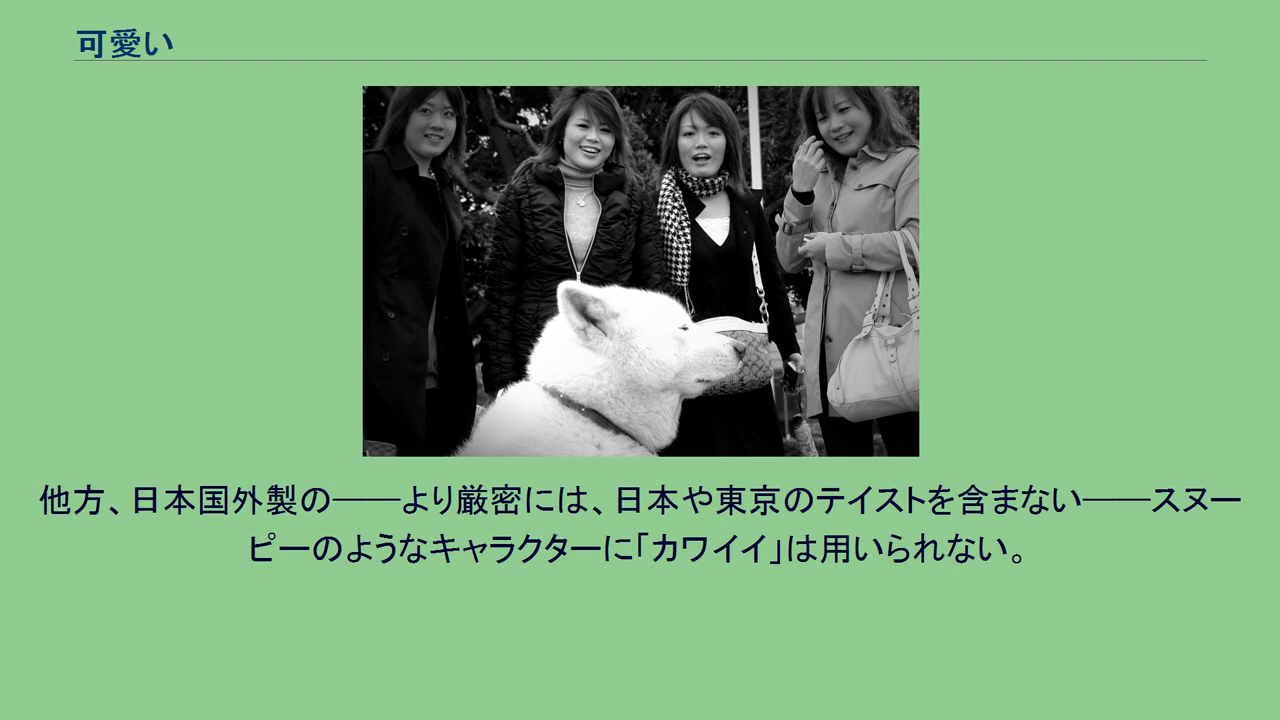 可愛い
他方、日本国外製の――より厳密には、日本や東京のテイストを含まない――スヌー
ピーのようなキャラクターに「カワイイ」は用いられない。